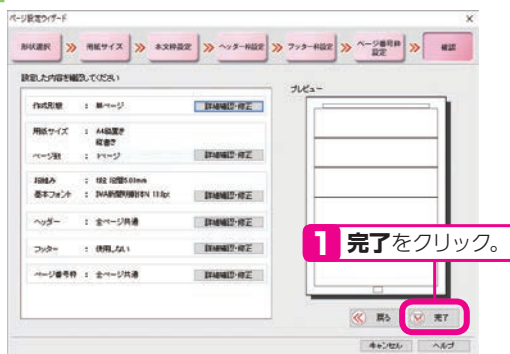 ページ設定ウィザード
形状選択 用紙サイズ 本文枠設定 ヘッダー枠設定 フッター枠設定 ページ番号枠設定 確認
設定した内容を確認してください
プレビュー
作成形態 : 単ページ 詳細確認・修正
用紙サイズ : A4縦置き
縦書き
ページ数 : 1ページ 詳細確認・修正
段組み
基本フォント 詳細確認・修正
ヘッダー : 全ページ共通 詳細確認・修正
フッター : 使用しない 詳細確認・修正
ページ番号枠 : 全ページ共通 詳細確認・修正
1 完了をクリック。
戻る 完了
キャンセル ヘルプ